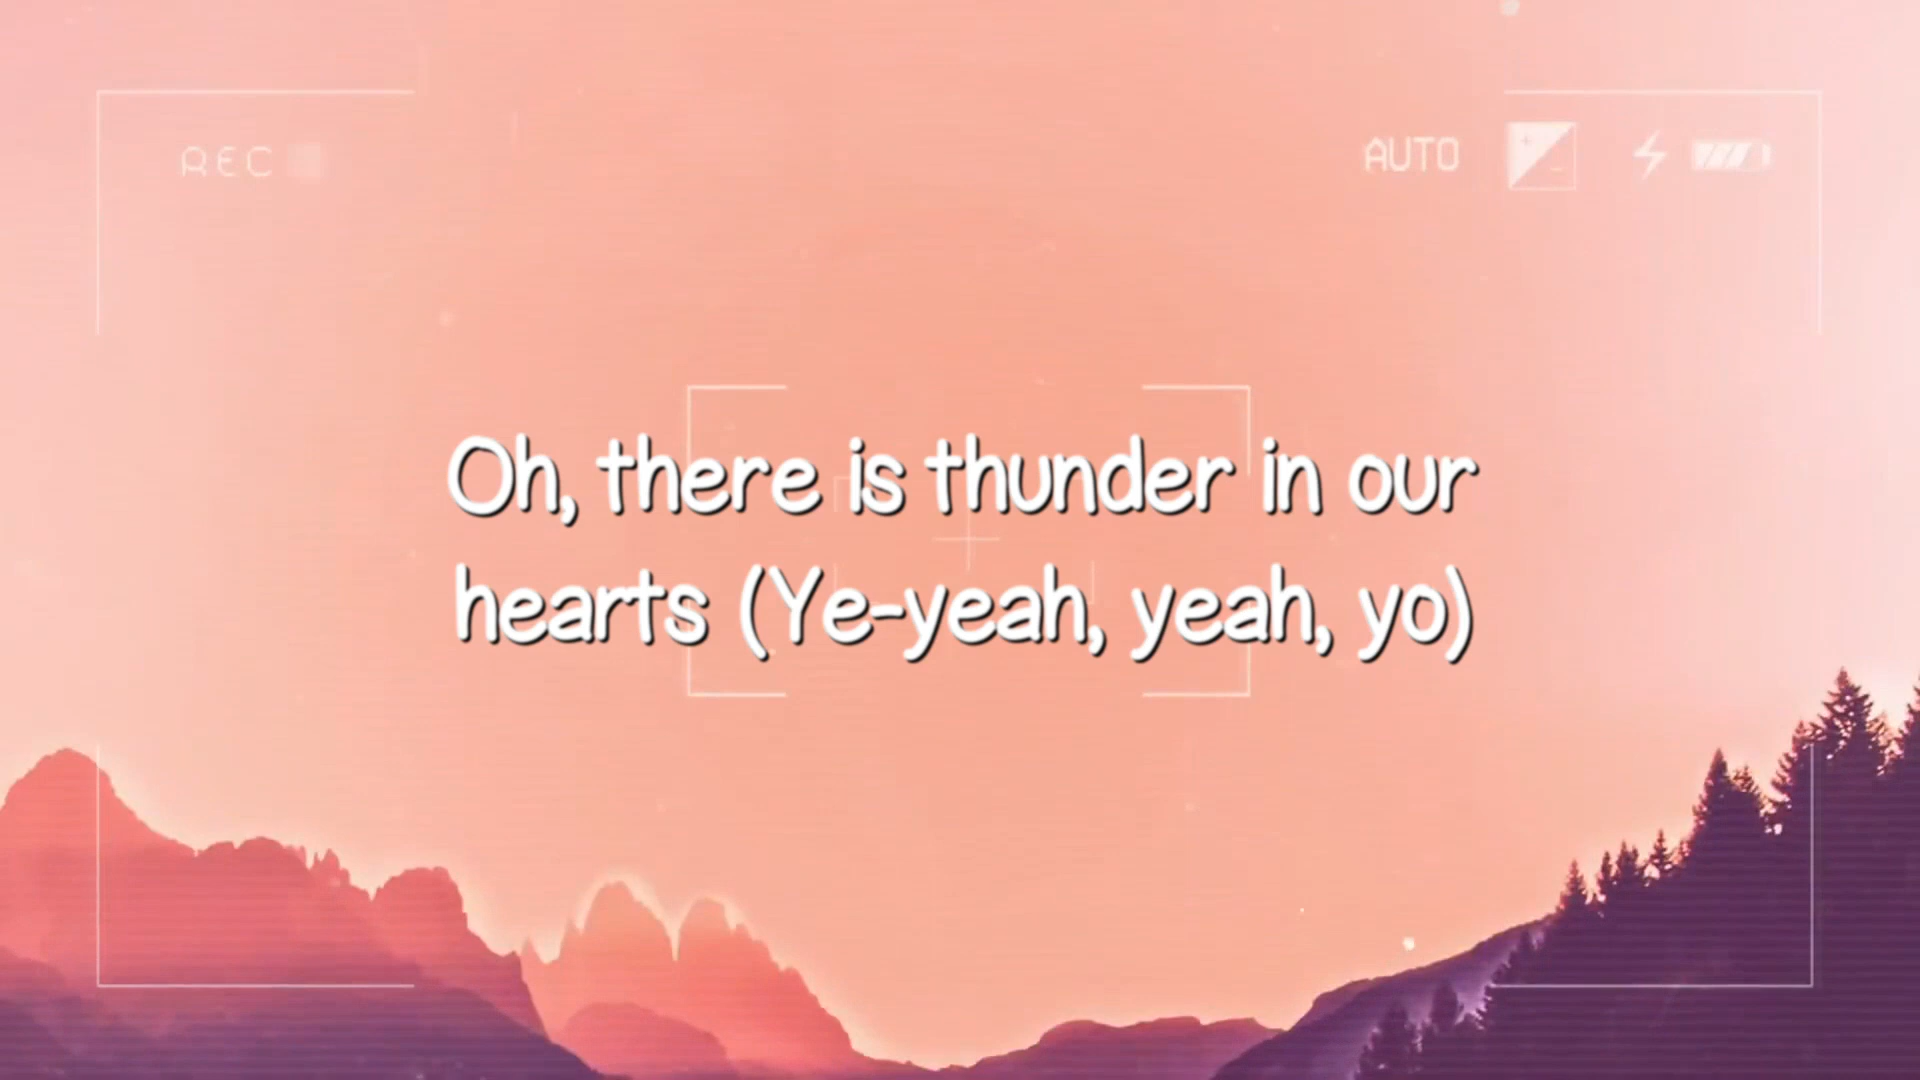 REC
AUTO
Oh, there is thunder in our
hearts (Ye-yeah, yeah, yo)